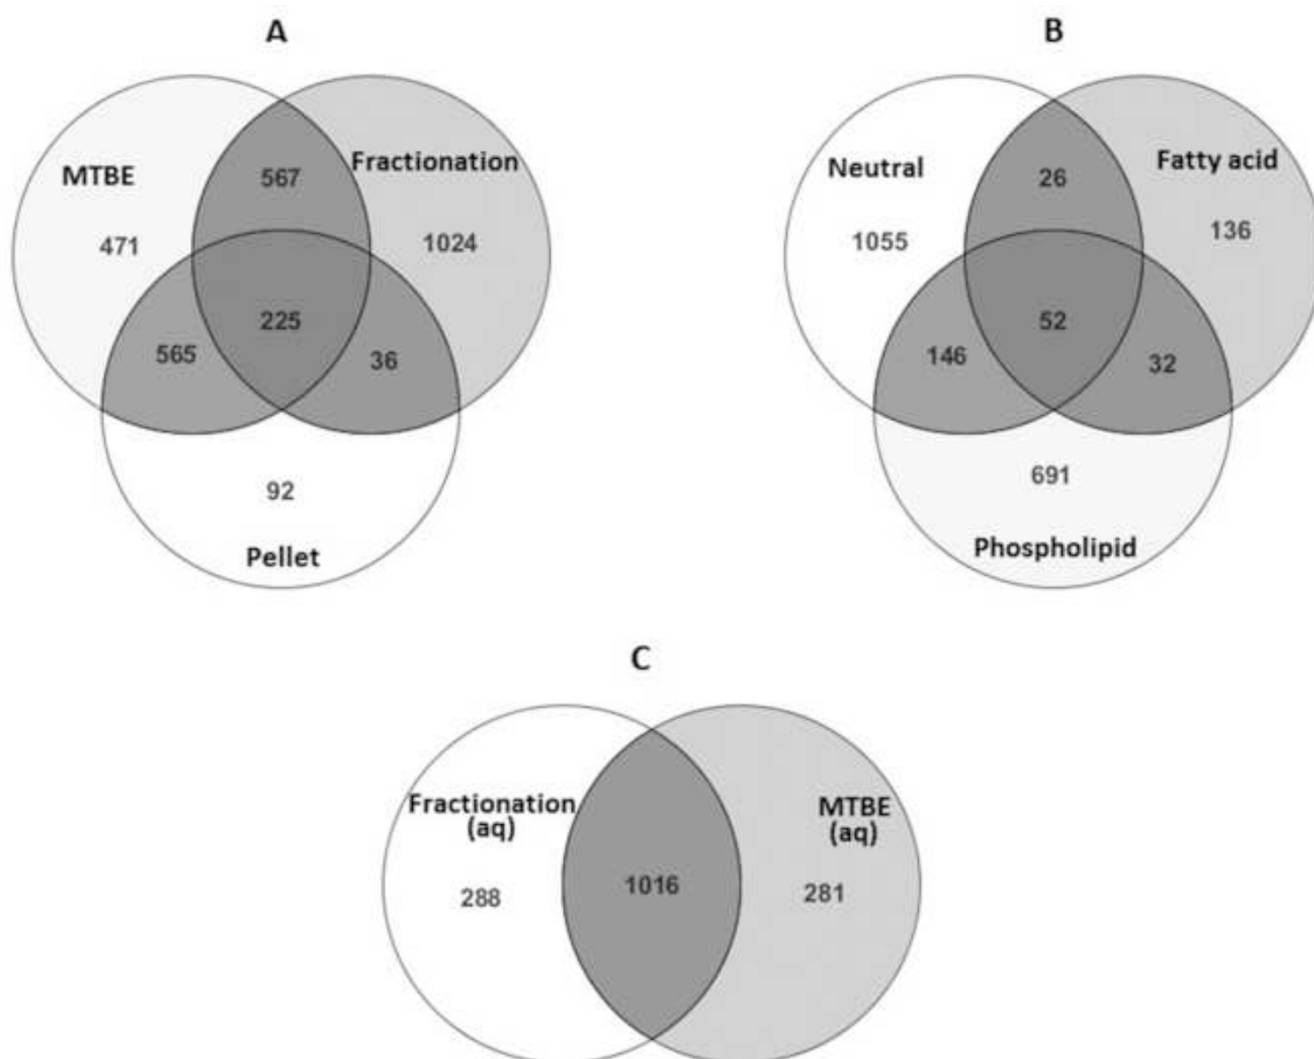 A
MTBE
471
567
Fractionation
1024
225
565
36
92
Pellet
B
Neutral
1055
26
Fatty acid
136
52
146
32
691
Phospholipid
C
Fractionation
(aq)
288
1016
MTBE
(aq)
281